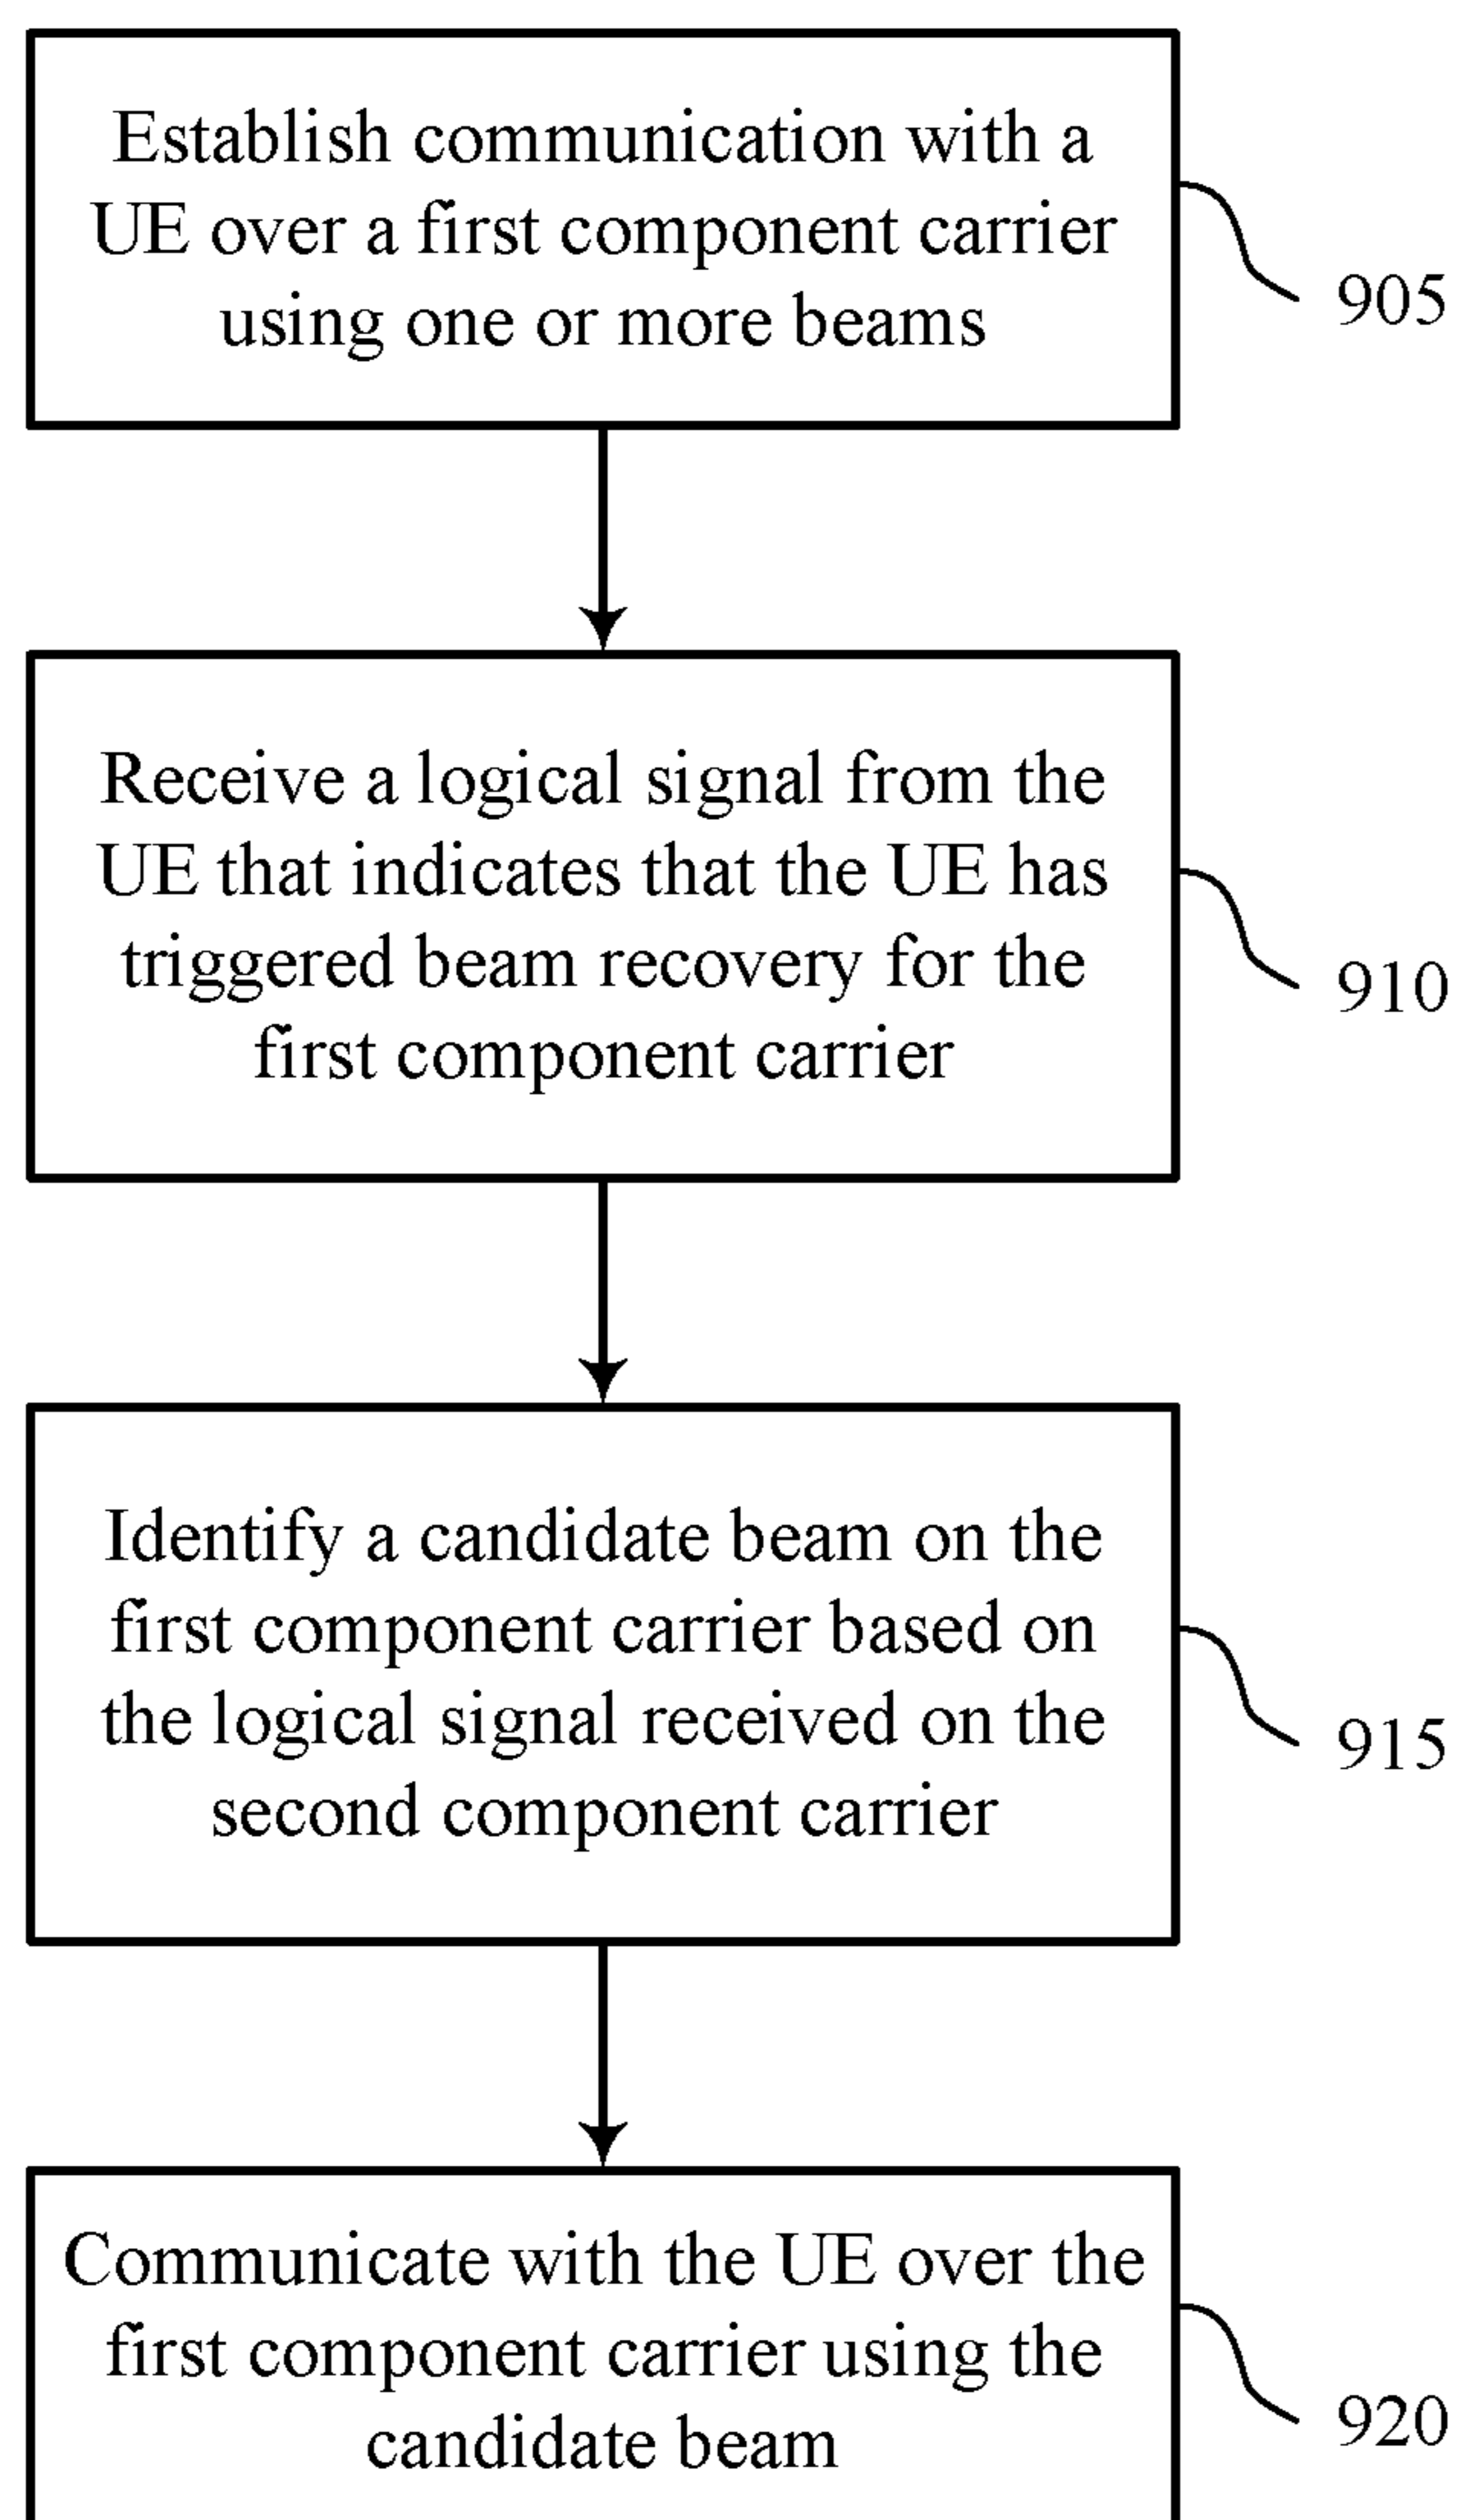 Establish communication with a
UE over a first component carrier
using one or more beams
905
Receive a logical signal from the
UE that indicates that the UE has
triggered beam recovery for the
first component carrier
910
Identify a candidate beam on the
first component carrier based on
the logical signal received on the
second component carrier
915
Communicate with the UE over the
first component carrier using the
candidate beam
920